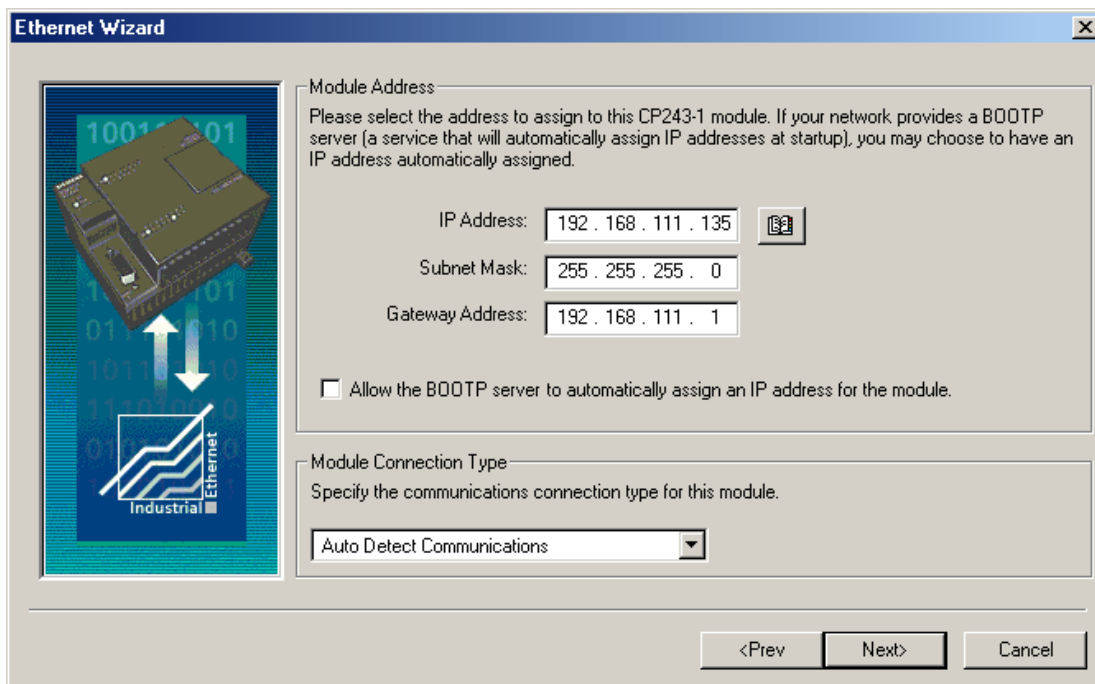 Ethernet Wizard
Module Address
Please select the address to assign to this CP243-1 module. If your network provides a BOOTP
server (a service that will automatically assign IP addresses at startup), you may choose to have an
IP address automatically assigned.
IP Address: 192 . 168 . 111 . 135
Subnet Mask: 255 . 255 . 255 . 0
Gateway Address: 192 . 168 . 111 . 1
Allow the BOOTP server to automatically assign an IP address for the module.
Module Connection Type
Specify the communications connection type for this module.
Auto Detect Communications
Industrial
Ethernet
<Prev
Next>
Cancel